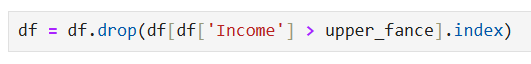 df = df.drop(df[df['Income'] > upper_fance].index)